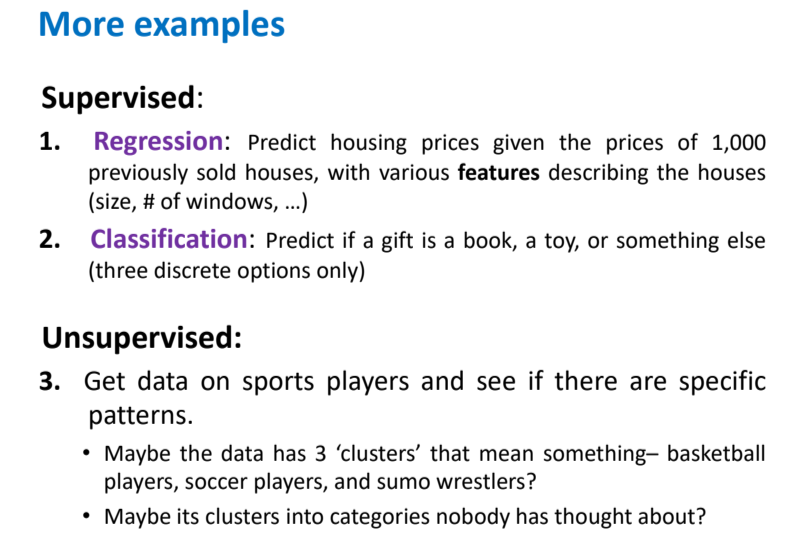 More examples
Supervised:
1. Regression: Predict housing prices given the prices of 1,000
previously sold houses, with various features describing the houses
(size, # of windows, …)
2. Classification: Predict if a gift is a book, a toy, or something else
(three discrete options only)
Unsupervised:
3. Get data on sports players and see if there are specific
patterns.
• Maybe the data has 3 ‘clusters’ that mean something– basketball
players, soccer players, and sumo wrestlers?
• Maybe its clusters into categories nobody has thought about?